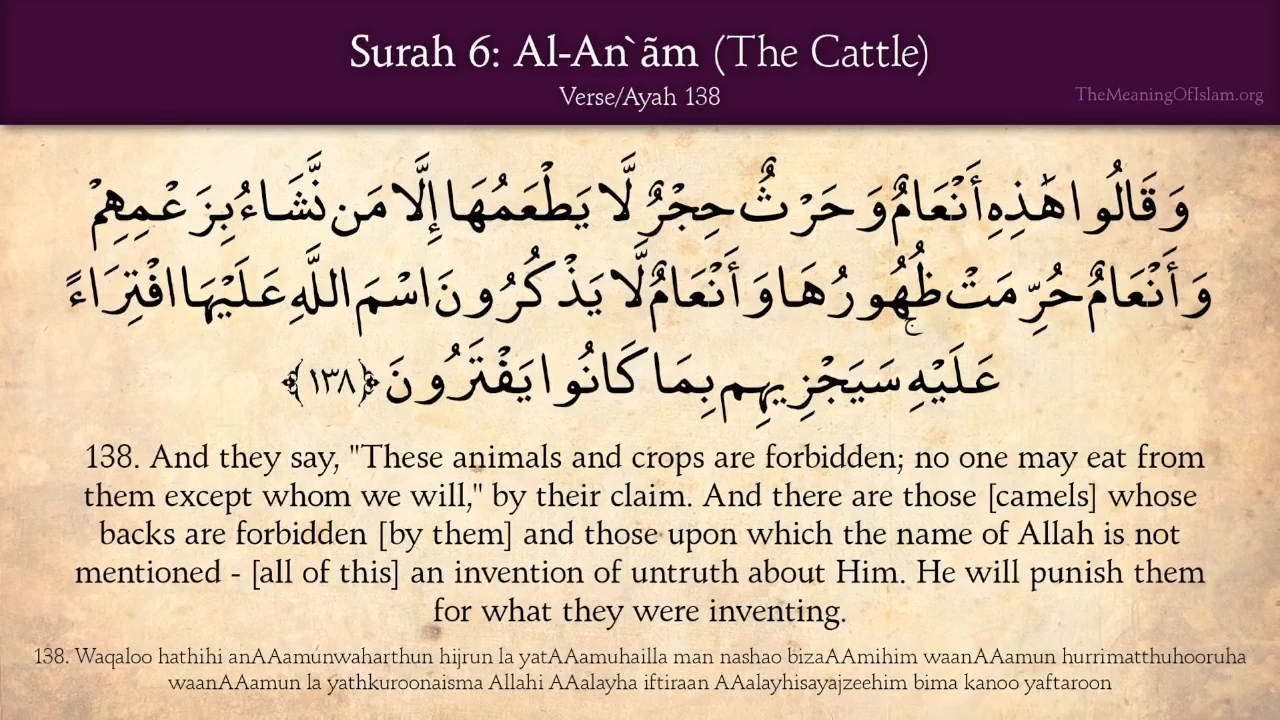 Surah 6: Al-An`ãm (The Cattle)
Verse/Ayah 138
TheMeaningOfIslam.org
وَقَالُوا هَٰذِهِ أَنْعَامٌ وَحَرْثٌ حِجْرٌ لَّا يَطْعَمُهَا إِلَّا مَن نَّشَاءُ بِزَعْمِهِمْ
وَأَنْعَامٌ حُرِّمَتْ ظُهُورُهَا وَأَنْعَامٌ لَّا يَذْكُرُونَ اسْمَ اللَّهِ عَلَيْهَا افْتِرَاءً
عَلَيْهِ ۚ سَيَجْزِيهِم بِمَا كَانُوا يَفْتَرُونَ ﴿١٣٨﴾
138. And they say, "These animals and crops are forbidden; no one may eat from
them except whom we will," by their claim. And there are those [camels] whose
backs are forbidden [by them] and those upon which the name of Allah is not
mentioned - [all of this] an invention of untruth about Him. He will punish them
for what they were inventing.
138. Waqaloo hathihi anAAamunwaharthun hijrun la yatAAamuhailla man nashao bizaAAmihim waanAAamun hurrimatthuhooruha
waanAAamun la yathkuroonaisma Allahi AAalayha iftiraan AAalayhisayajzeehim bima kanoo yaftaroon